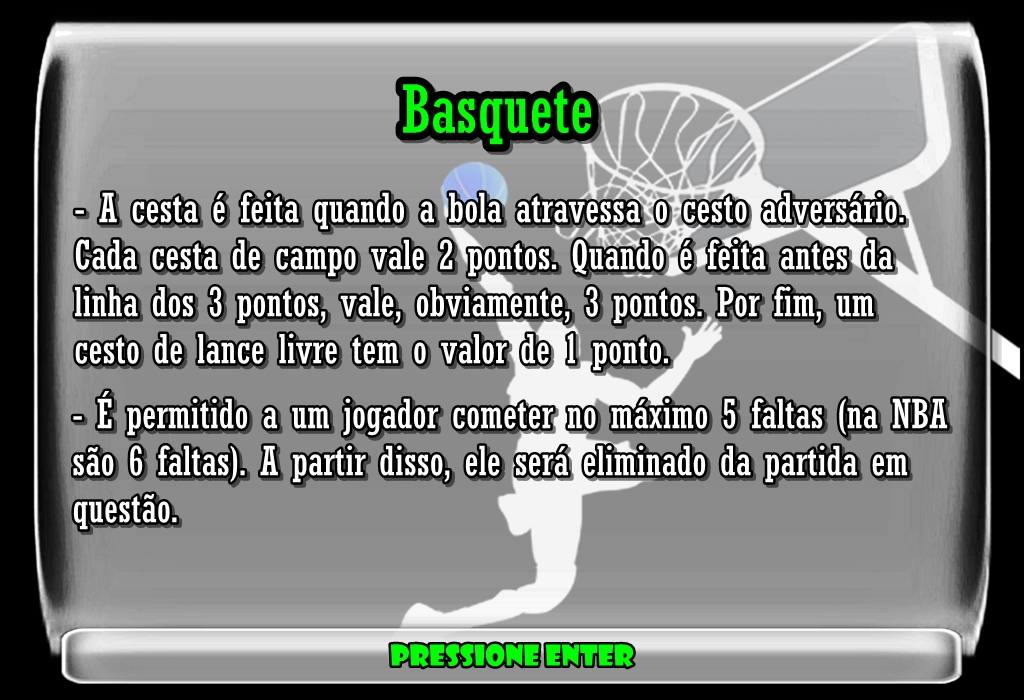 Basquete
- A cesta é feita quando a bola atravessa o cesto adversário.
Cada cesta de campo vale 2 pontos. Quando é feita antes da
linha dos 3 pontos, vale, obviamente, 3 pontos. Por fim, um
cesto de lance livre tem o valor de 1 ponto.
- É permitido a um jogador cometer no máximo 5 faltas (na NBA
são 6 faltas). A partir disso, ele será eliminado da partida em
questão.
PRESSIONE ENTER